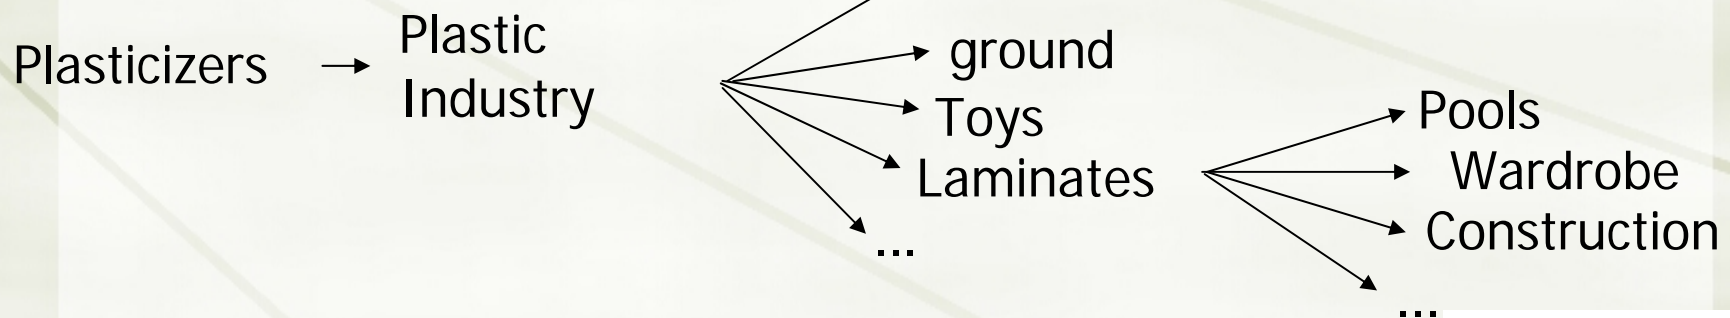 Plasticizers
Plastic
Industry
ground
Toys
Laminates
...
Pools
Wardrobe
Construction
...